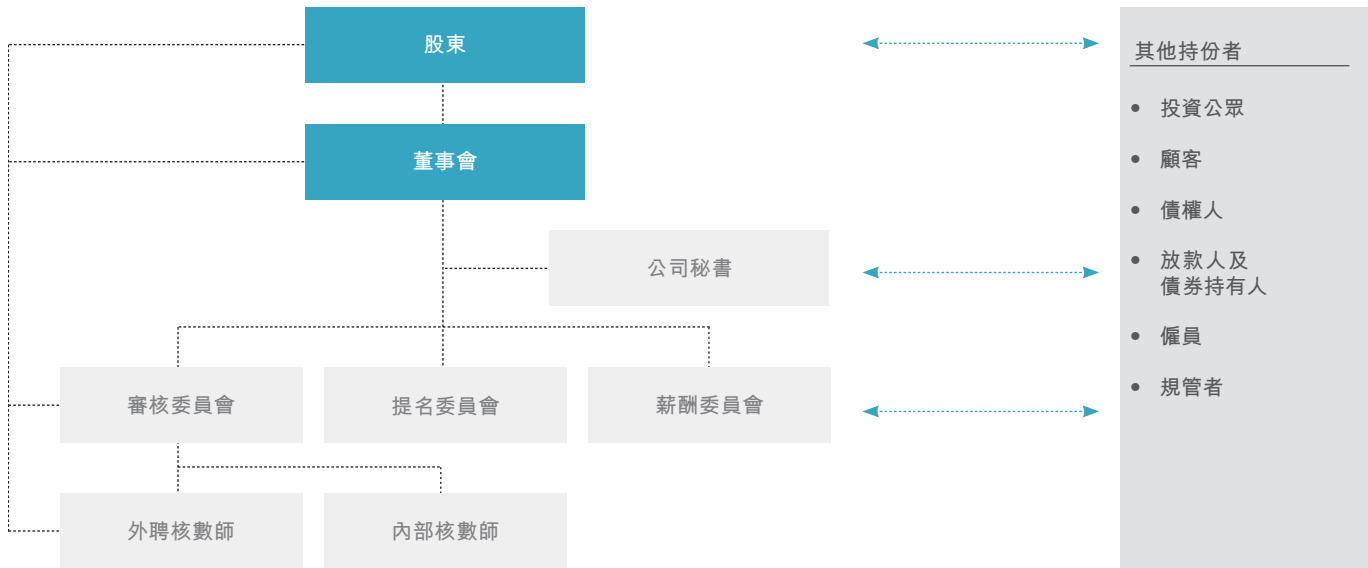 股東
董事會
公司秘書
審核委員會
提名委員會
薪酬委員會
外聘核數師
內部核數師
其他持份者
• 投資公眾
• 顧客
• 債權人
• 放款人及
債券持有人
• 僱員
• 規管者